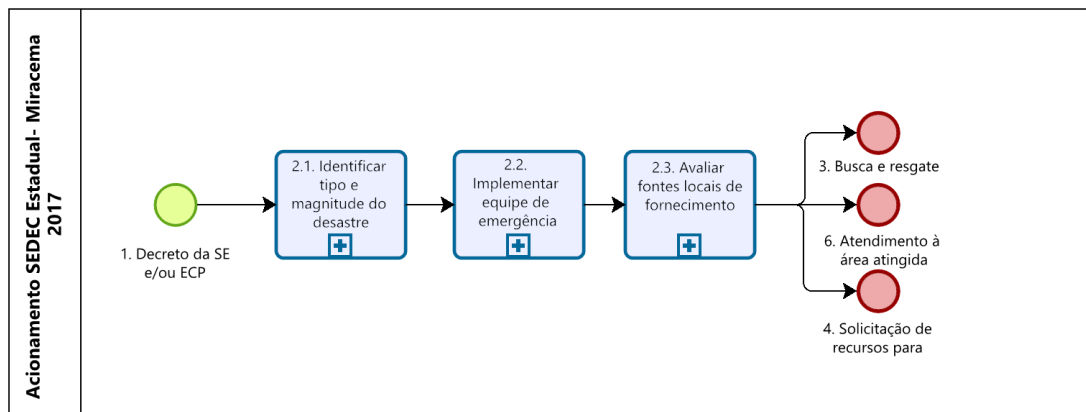 Acionamento SEDEC Estadual- Miracema
2017
1. Decreto da SE
e/ou ECP
2.1. Identificar
tipo e
magnitude do
desastre
2.2.
Implementar
equipe de
emergência
2.3. Avaliar
fontes locais de
fornecimento
3. Busca e resgate
6. Atendimento à
área atingida
4. Solicitação de
recursos para